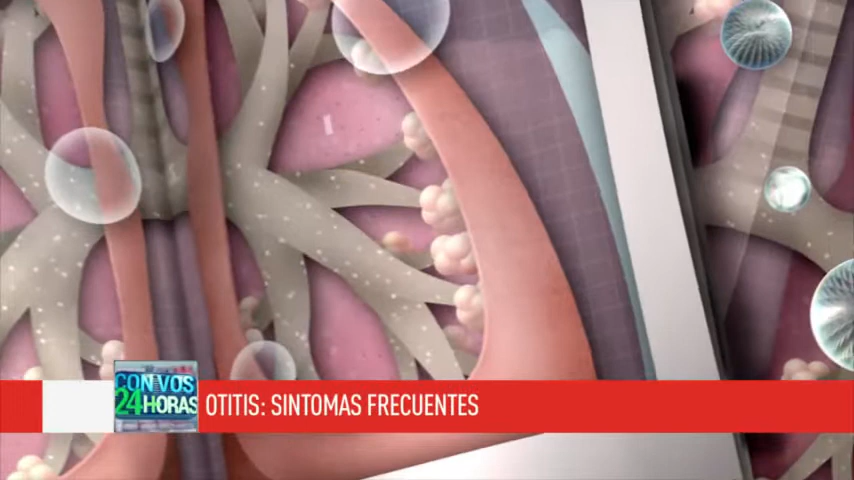 CON VOS
24 HORAS
OTITIS: SINTOMAS FRECUENTES